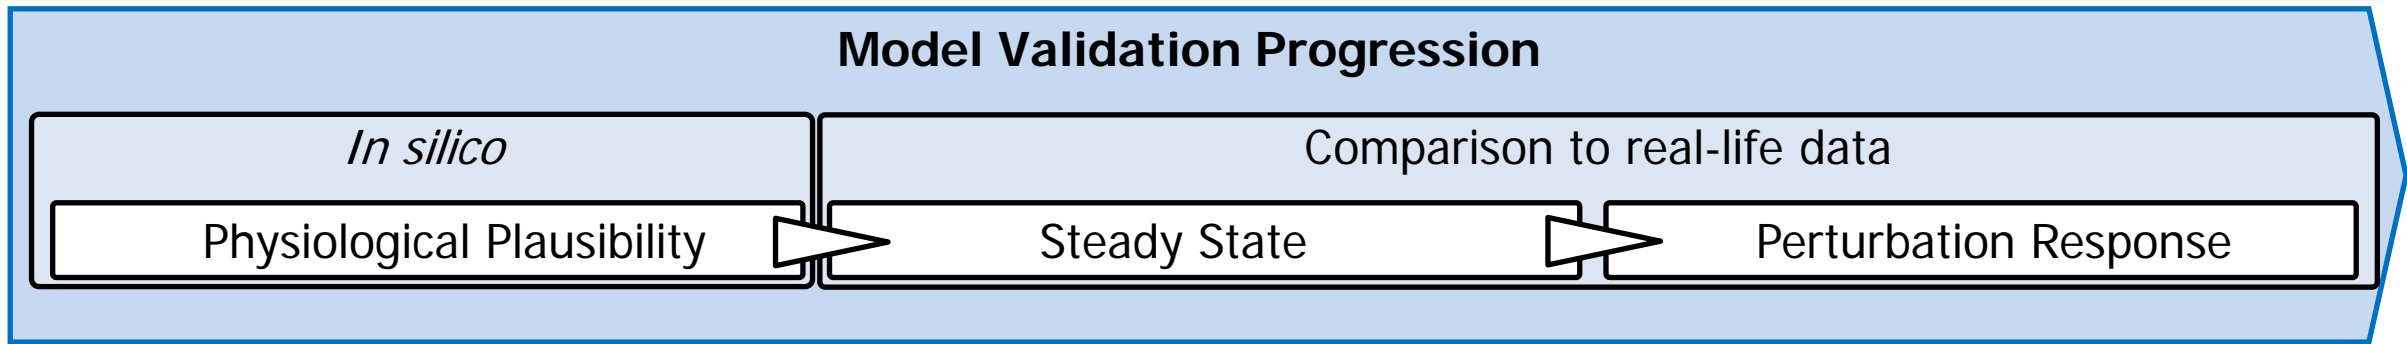 Model Validation Progression
In silico
Comparison to real-life data
Physiological Plausibility
Steady State
Perturbation Response